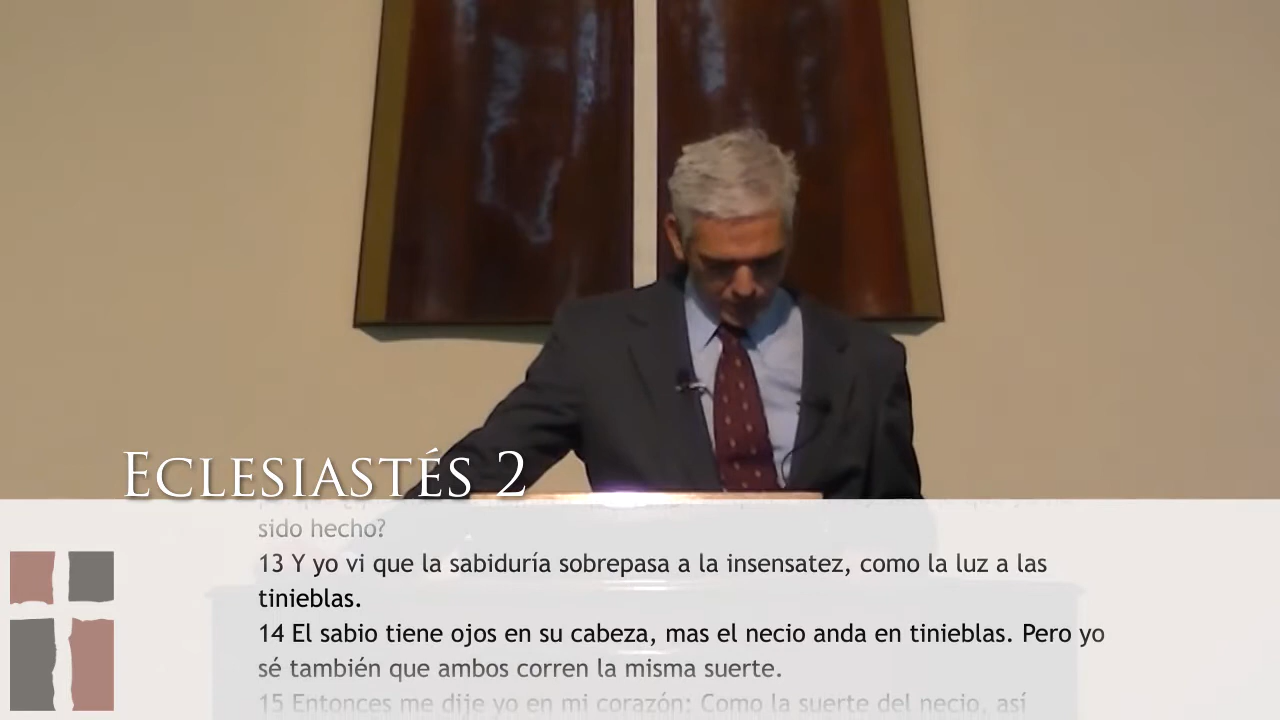 ECLESIASTÉS 2
sido hecho?
13 Y yo vi que la sabiduría sobrepasa a la insensatez, como la luz a las
tinieblas.
14 El sabio tiene ojos en su cabeza, mas el necio anda en tinieblas. Pero yo
sé también que ambos corren la misma suerte.
15 Entonces me dije yo en mi corazón: Como la suerte del necio, así